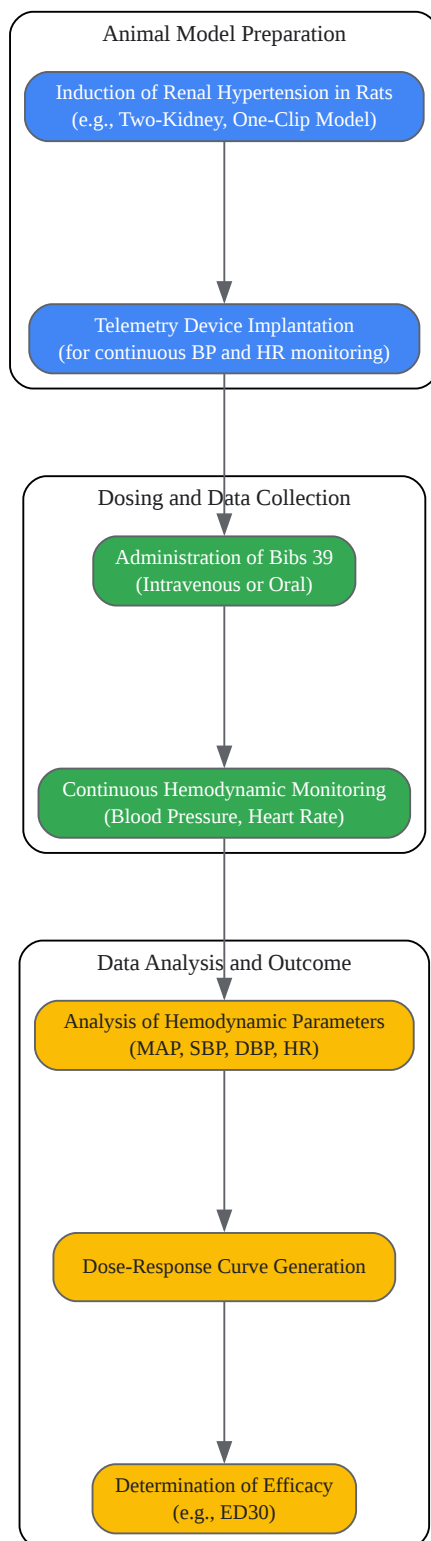 Animal Model Preparation
Induction of Renal Hypertension in Rats
(e.g., Two-Kidney, One-Clip Model)
Telemetry Device Implantation
(for continuous BP and HR monitoring)
Dosing and Data Collection
Administration of Bibs 39
(Intravenous or Oral)
Continuous Hemodynamic Monitoring
(Blood Pressure, Heart Rate)
Data Analysis and Outcome
Analysis of Hemodynamic Parameters
(MAP, SBP, DBP, HR)
Dose-Response Curve Generation
Determination of Efficacy
(e.g., ED30)